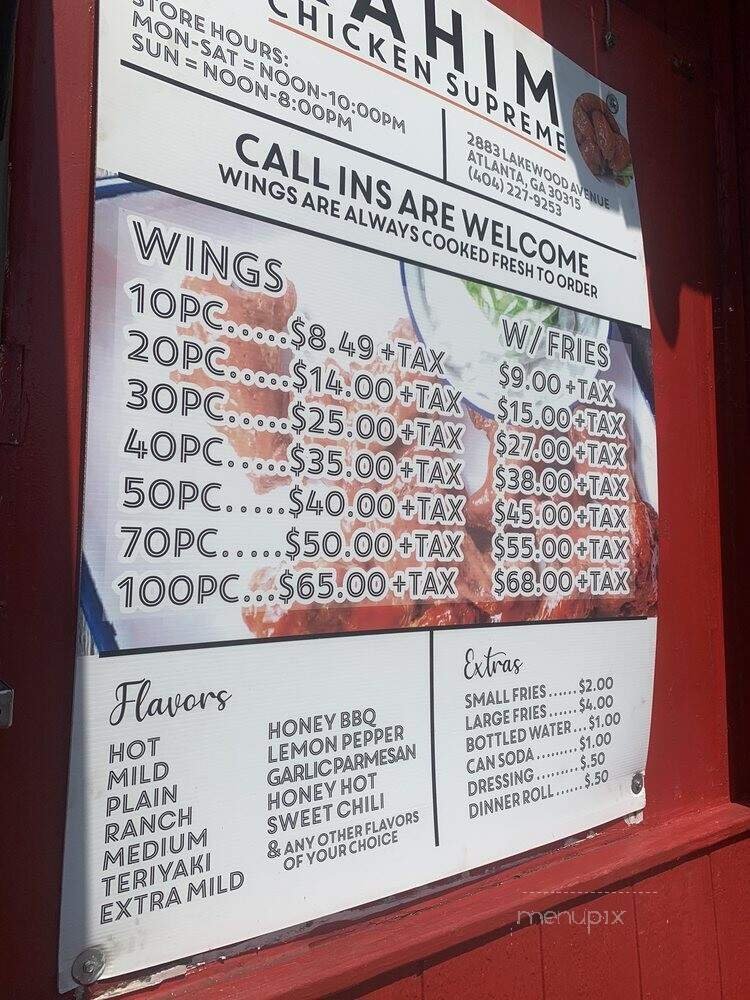 CHICKEN SUPREME
STORE HOURS:
MON-SAT = NOON-10:00PM
SUN = NOON-8:00PM
2883 LAKEWOOD AVENUE
ATLANTA, GA 30315
(404) 227-9253
CALL INS ARE WELCOME
WINGS ARE ALWAYS COOKED FRESH TO ORDER
WINGS W/FRIES
10PC.....$8.49 +TAX $9.00 +TAX
20PC.....$14.00 +TAX $15.00 +TAX
30PC.....$25.00 +TAX $27.00 +TAX
40PC.....$35.00 +TAX $38.00 +TAX
50PC.....$40.00 +TAX $45.00 +TAX
70PC.....$50.00 +TAX $55.00 +TAX
100PC...$65.00 +TAX $68.00 +TAX
Flavors
HOT
MILD
PLAIN
RANCH
MEDIUM
TERIYAKI
EXTRA MILD
HONEY BBQ
LEMON PEPPER
GARLIC PARMESAN
HONEY HOT
SWEET CHILI
& ANY OTHER FLAVORS
OF YOUR CHOICE
Extras
SMALL FRIES......$2.00
LARGE FRIES......$4.00
BOTTLED WATER...$1.00
CAN SODA.........$1.00
DRESSING.........$.50
DINNER ROLL......$.50
menupix